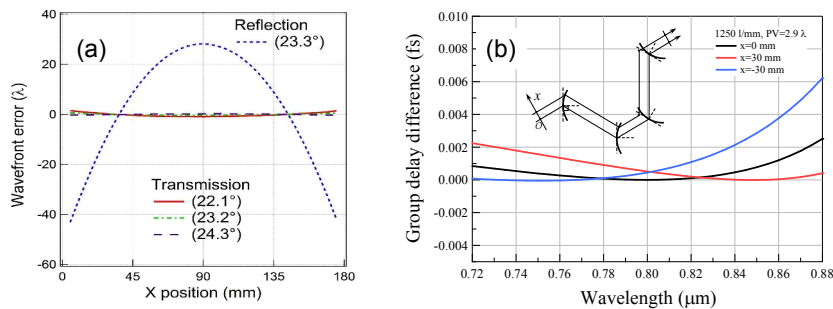 (a)
Reflection
(23.3°)
Transmission
(22.1°)
(23.2°)
(24.3°)
Wavefront error (λ)
40
20
0
-20
-40
-60
0
45
90
135
180
X position (mm)
(b)
1250 l/mm, PV=2.9 λ
x=0 mm
x=30 mm
x=-30 mm
x
o
Group delay difference (fs)
0.010
0.008
0.006
0.004
0.002
0.000
-0.002
-0.004
0.72
0.74
0.76
0.78
0.80
0.82
0.84
0.86
0.88
Wavelength (μm)